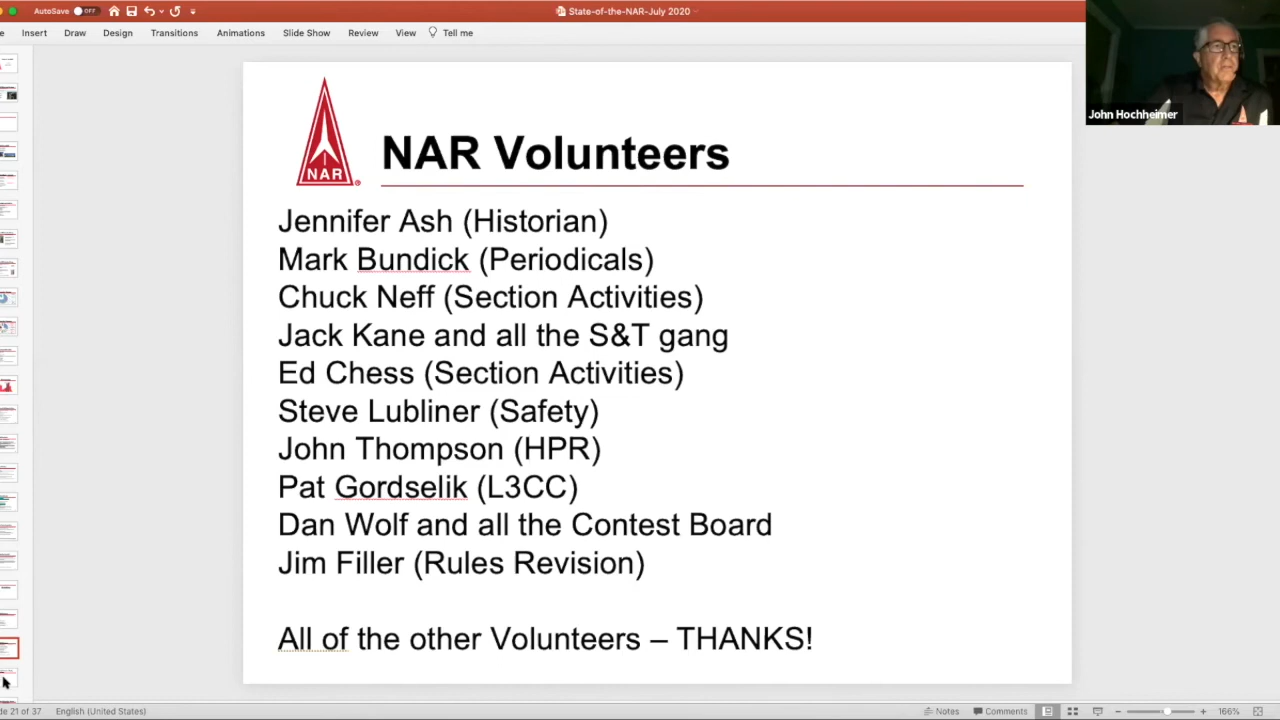 AutoSave OFF
State-of-the-NAR-July 2020
Insert Draw Design Transitions Animations Slide Show Review View Tell me
John Hochheimer
NAR
NAR Volunteers
Jennifer Ash (Historian)
Mark Bundick (Periodicals)
Chuck Neff (Section Activities)
Jack Kane and all the S&T gang
Ed Chess (Section Activities)
Steve Lubliner (Safety)
John Thompson (HPR)
Pat Gordselik (L3CC)
Dan Wolf and all the Contest Board
Jim Filler (Rules Revision)
All of the other Volunteers – THANKS!
de 21 of 37 English (United States) Notes Comments 166%